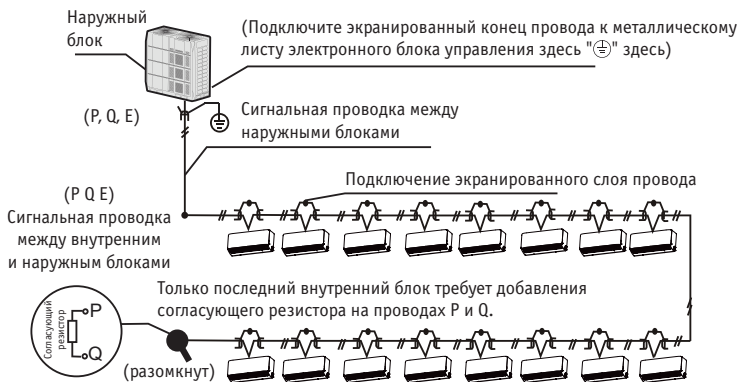 Наружный
блок
(Подключите экранированный конец провода к металлическому
листу электронного блока управления здесь "⏚" здесь)
(P, Q, E)
Сигнальная проводка между
наружными блоками
Подключение экранированного слоя провода
(P Q E)
Сигнальная проводка
между внутренним
и наружным блоками
Только последний внутренний блок требует добавления
согласующего резистора на проводах P и Q.
Согласующий
резистор
P
Q
(разомкнут)